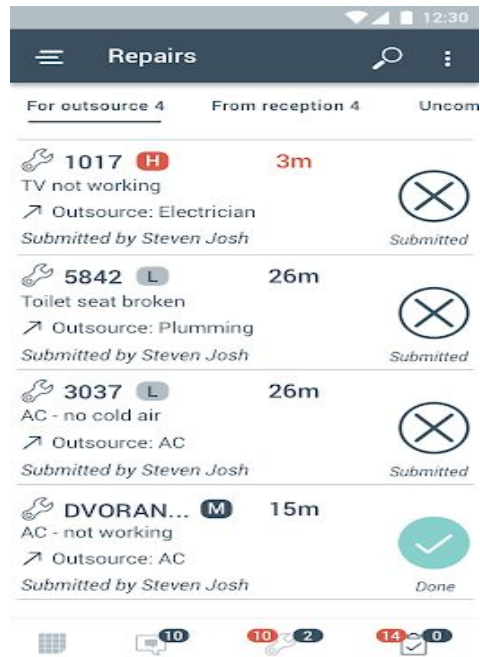 12:30
Repairs
For outsource 4 From reception 4 Uncom
1017 H 3m
TV not working
Outsource: Electrician
Submitted by Steven Josh Submitted
5842 L 26m
Toilet seat broken
Outsource: Plumming
Submitted by Steven Josh Submitted
3037 L 26m
AC - no cold air
Outsource: AC
Submitted by Steven Josh Submitted
DVORAN... M 15m
AC - not working
Outsource: AC
Submitted by Steven Josh Done
10 10 2 14 0